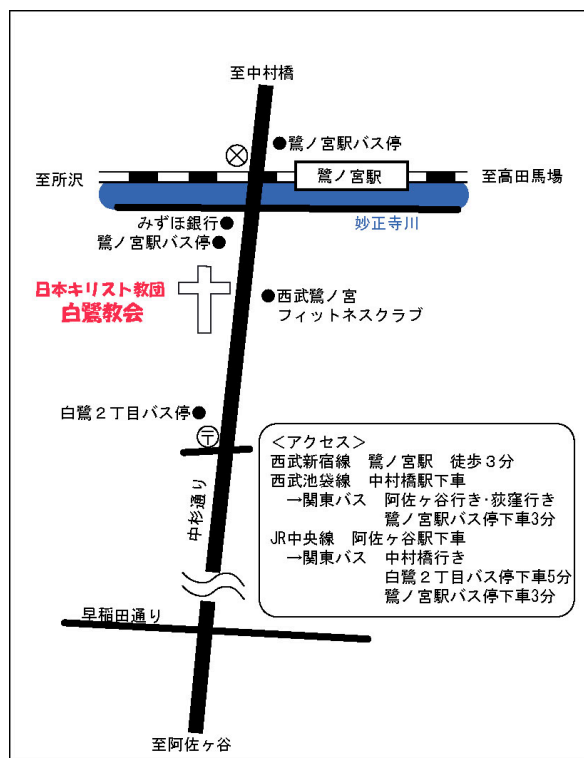 至中村橋
鷺ノ宮駅バス停
至所沢
鷺ノ宮駅
至高田馬場
みずほ銀行
妙正寺川
鷺ノ宮駅バス停
日本キリスト教団
白鷺教会
西武鷺ノ宮
フィットネスクラブ
白鷺２丁目バス停
〒
中杉通り
＜アクセス＞
西武新宿線　鷺ノ宮駅　徒歩３分
西武池袋線　中村橋駅下車
→関東バス　阿佐ヶ谷行き・荻窪行き
鷺ノ宮駅バス停下車3分
JR中央線　阿佐ヶ谷駅下車
→関東バス　中村橋行き
白鷺２丁目バス停下車5分
鷺ノ宮駅バス停下車3分
早稲田通り
至阿佐ヶ谷